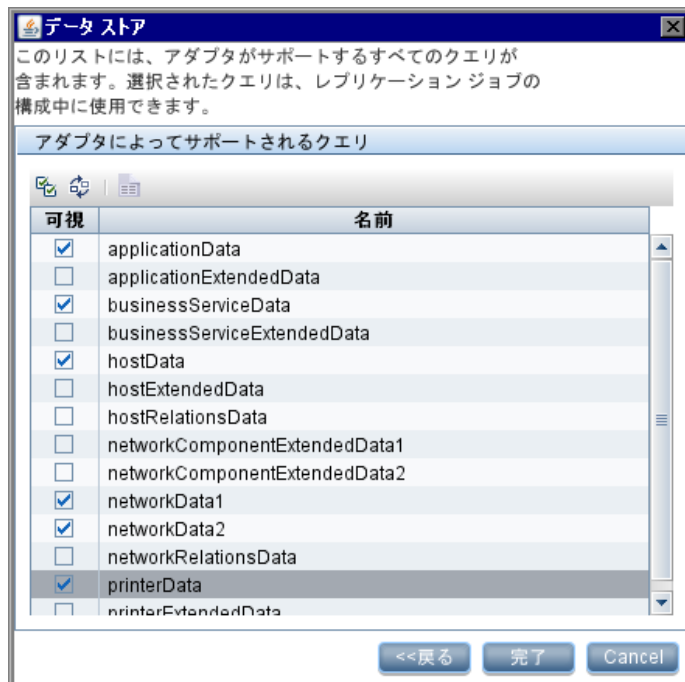 データ ストア
このリストには、アダプタがサポートするすべてのクエリが
含まれます。選択されたクエリは、レプリケーション ジョブの
構成中に使用できます。
アダプタによってサポートされるクエリ
可視 名前
applicationData
applicationExtendedData
businessServiceData
businessServiceExtendedData
hostData
hostExtendedData
hostRelationsData
networkComponentExtendedData1
networkComponentExtendedData2
networkData1
networkData2
networkRelationsData
printerData
printerExtendedData
<<戻る 完了 Cancel